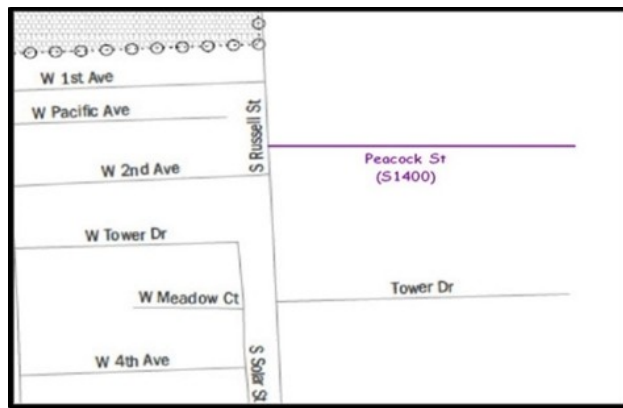 W 1st Ave
W Pacific Ave
S Russell St
Peacock St
(S1400)
W 2nd Ave
W Tower Dr
Tower Dr
W Meadow Ct
W 4th Ave
S Solar St